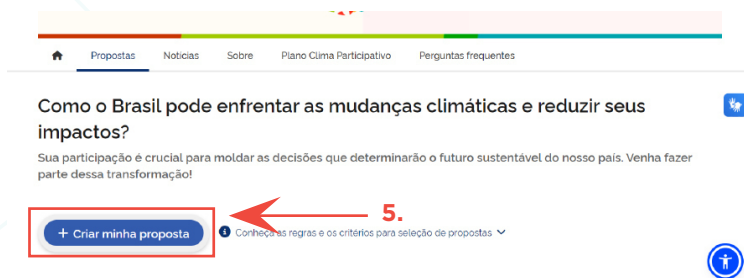 Propostas Notícias Sobre Plano Clima Participativo Perguntas frequentes
Como o Brasil pode enfrentar as mudanças climáticas e reduzir seus
impactos?
Sua participação é crucial para moldar as decisões que determinarão o futuro sustentável do nosso país. Venha fazer
parte dessa transformação!
5.
+ Criar minha proposta
Conheça as regras e os critérios para seleção de propostas